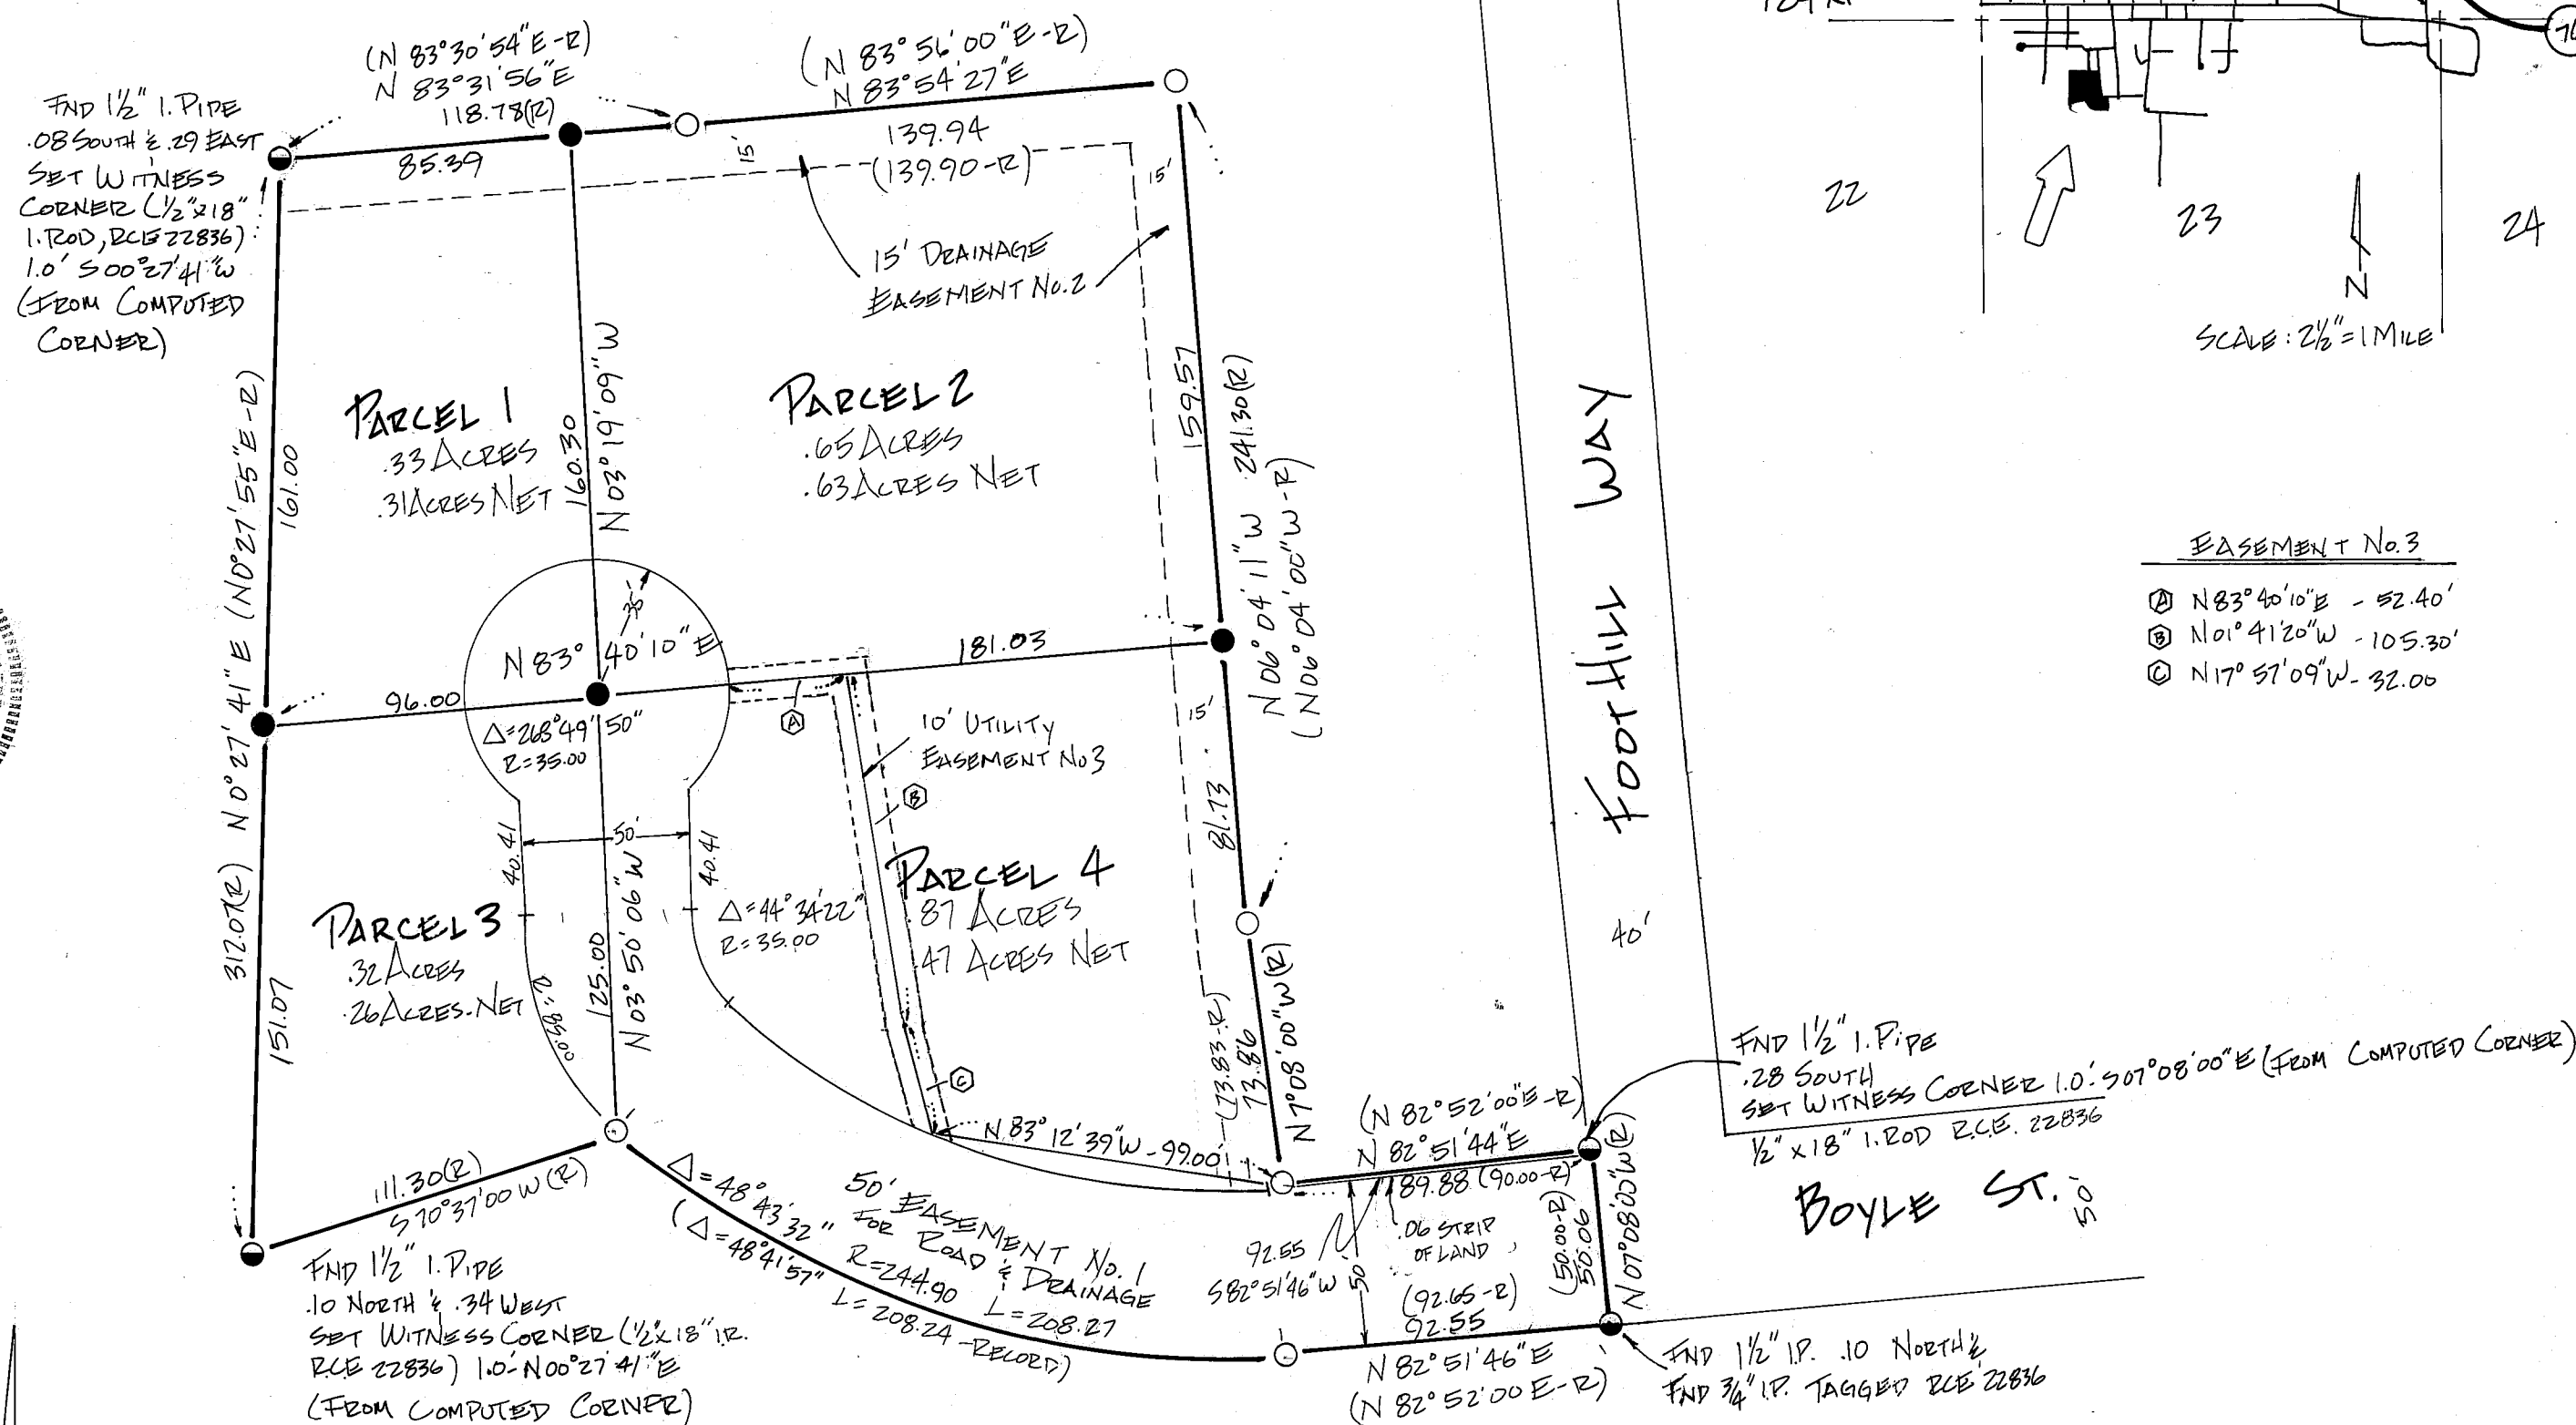 (N 83°30'54"E-R)
N 83°31'56"E
118.78(R)
85.39
(N 83°56'00"E-R)
N 83°54'27"E
139.94
(139.90-R)
15'
15'
FND 1½" I. PIPE
.08 SOUTH & .29 EAST
SET WITNESS
CORNER (½"x18"
I. ROD, RCE 22836)
1.0' S00°27'41"W
(FROM COMPUTED
CORNER)
15' DRAINAGE
EASEMENT No. 2
22
23
24
N
SCALE: 2½" = 1 MILE
PARCEL 1
.33 ACRES
.31 ACRES NET
160.30
N 03°19'09" W
PARCEL 2
.65 ACRES
.63 ACRES NET
159.57
N 06°04'11" W 241.30(R)
(N 06°04'00"W-R)
161.00
312.07(R) N 0°27'41" E (N0°27'55"E-R)
151.07
FOOTHILL WAY
40'
EASEMENT No. 3
A N83°40'10"E - 52.40'
B N01°41'20"W - 105.30'
C N17°57'09"W - 32.00
35'
N 83°40'10" E
96.00
181.03
Δ=268°49'50"
R=35.00
A
10' UTILITY
EASEMENT No3
B
15'
81.73
50'
40.41
40.41
125.00
N 03°50'06" W
Δ=44°34'22"
R=35.00
PARCEL 3
.32 ACRES
.26 ACRES. NET
R=85.00
PARCEL 4
.87 ACRES
.47 ACRES NET
C
(73.83-R)
73.86
N 7°08'00"W(R)
N 83°12'39"W - 99.00
(N 82°52'00"E-R)
N 82°51'44"E
89.88 (90.00-R)
FND 1½" I. PIPE
.28 SOUTH
SET WITNESS CORNER 1.0' S07°08'00"E (FROM COMPUTED CORNER)
½" x 18" I. ROD R.C.E. 22836
BOYLE ST.
50'
111.30(R)
S 70°37'00 W (R)
Δ=48°43'32" R=244.90 L=208.27
(Δ=48°41'57" L=208.24-RECORD)
50' EASEMENT No. 1
FOR ROAD & DRAINAGE
92.55
S82°51'46"W
50'
.06 STRIP
OF LAND
(50.00-R)
50.06
N 07°08'00"W(R)
(92.65-R)
92.55
N 82°51'46"E
(N 82°52'00 E-R)
FND 1½" I. PIPE
.10 NORTH & .34 WEST
SET WITNESS CORNER (½"x18" I.R.
RCE 22836) 1.0'-N00°27'41"E
(FROM COMPUTED CORNER)
FND 1½" I.P. .10 NORTH &
FND ¾" I.P. TAGGED RCE 22836